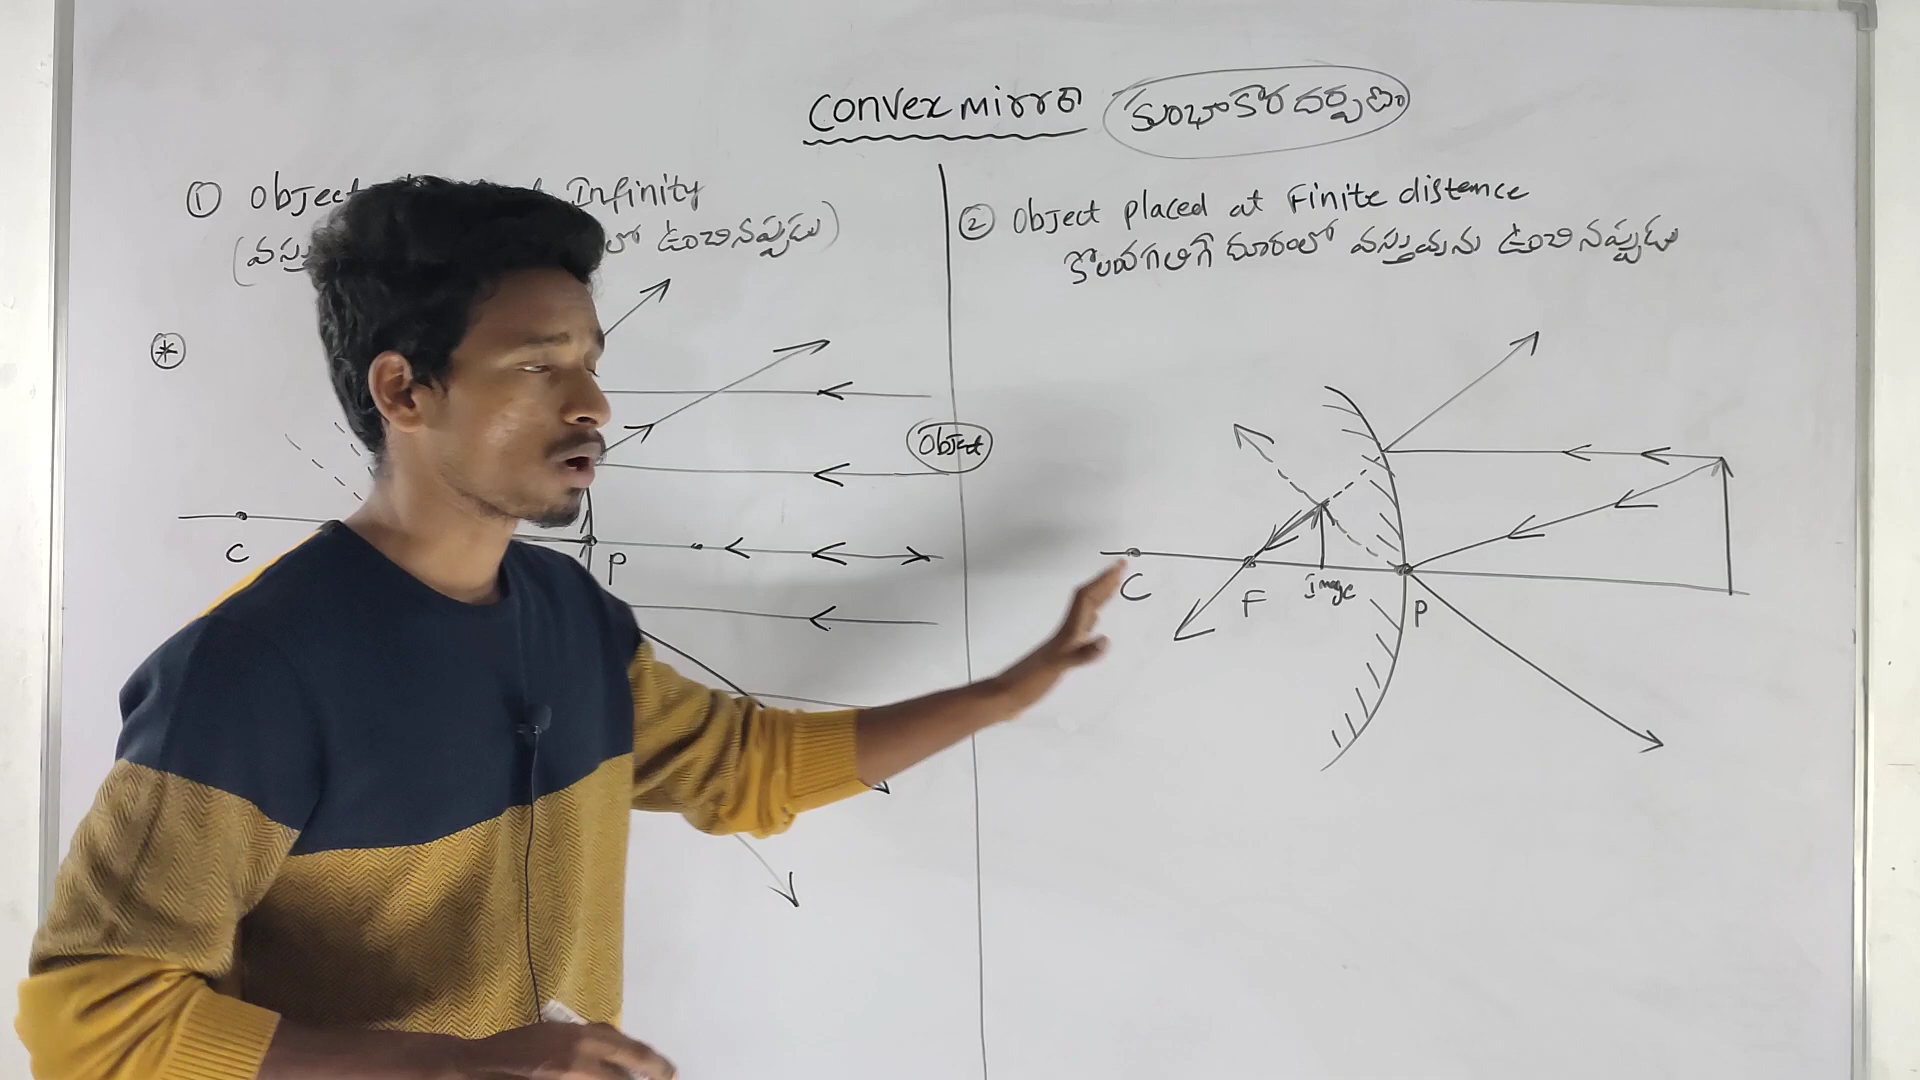 Convex mirror కుంభాకార దర్పణం
① Object Infinity
(వస్తు లో ఉంచినప్పుడు)
② Object placed at Finite distance
కొలవగలిగే దూరంలో వస్తువును ఉంచినప్పుడు
*
Object
C
P
C
F
Image
P